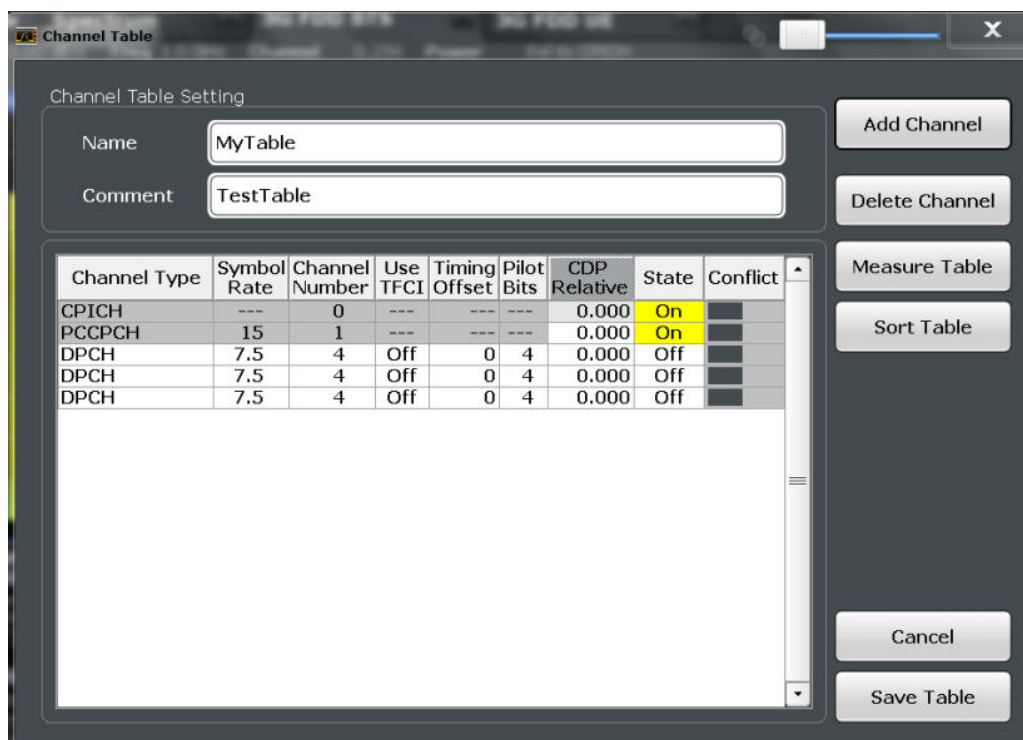 Channel Table
X
Channel Table Setting
Name MyTable
Comment TestTable
Add Channel
Delete Channel
Measure Table
Sort Table
Channel Type Symbol Rate Channel Number Use TFCI Timing Offset Pilot Bits CDP Relative State Conflict
CPICH --- 0 --- --- --- 0.000 On
PCCPCH 15 1 --- --- --- 0.000 On
DPCH 7.5 4 Off 0 4 0.000 Off
DPCH 7.5 4 Off 0 4 0.000 Off
DPCH 7.5 4 Off 0 4 0.000 Off
Cancel
Save Table